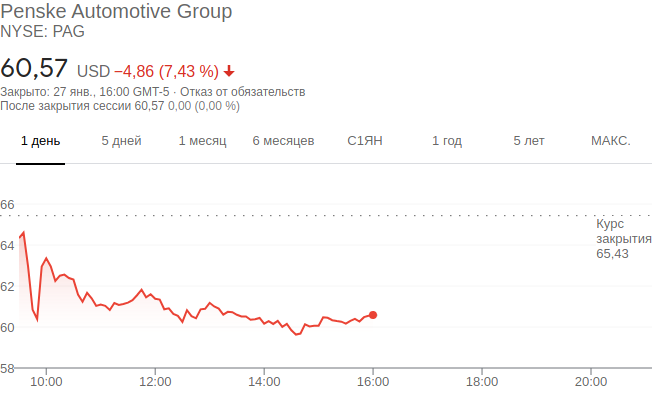 Penske Automotive Group
NYSE: PAG
60,57 USD −4,86 (7,43 %)
Закрыто: 27 янв., 16:00 GMT-5 · Отказ от обязательств
После закрытия сессии 60,57 0,00 (0,00 %)
1 день 5 дней 1 месяц 6 месяцев С1ЯН 1 год 5 лет МАКС.
66
Курс
закрытия
65,43
64
62
60
58
10:00 12:00 14:00 16:00 18:00 20:00